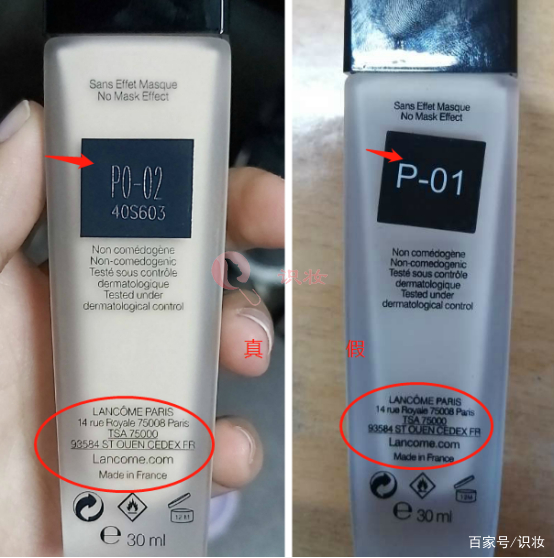 Sans Effet Masque
No Mask Effect
PO-02
40S603
Non comédogène
Non-comedogenic
Testé sous contrôle
dermatologique
Tested under
dermatological control
真
LANCÔME PARIS
14 rue Royale 75008 Paris
TSA 75000
93584 ST OUEN CEDEX FR
Lancome.com
Made in France
12 M
e 30 ml
Sans Effet Masque
No Mask Effect
P-01
Non comédogène
Non-comedogenic
Testé sous contrôle
dermatologique
Tested under
dermatological control
假
LANCÔME PARIS
14 rue Royale 75008 Paris
TSA 75000
93584 ST OUEN CEDEX FR
Lancome.com
Made in France
12M
e 30 ml
识妆
百家号/识妆